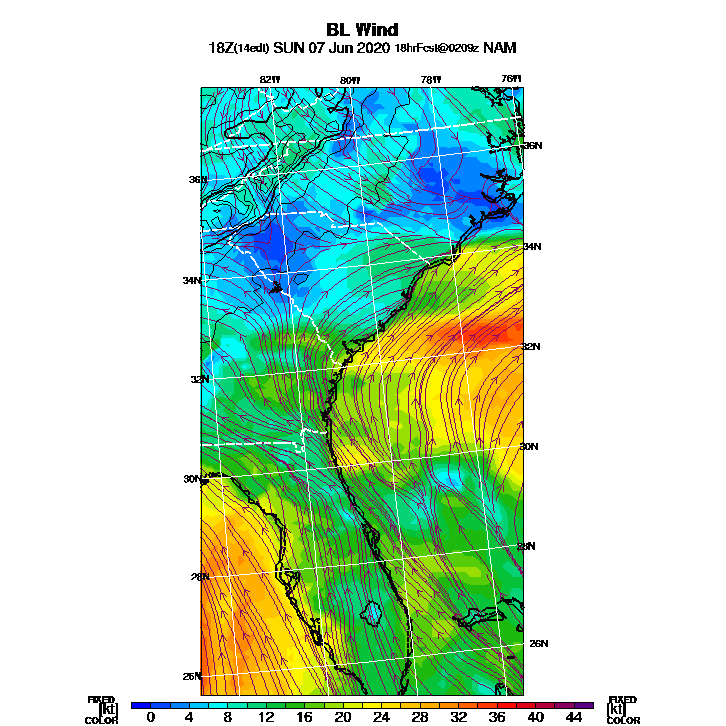 BL Wind
18Z(14edt) SUN 07 Jun 2020 18hrFcst@0209z NAM
82W 80W 78W 76W
36N
36N
34N
34N
32N
32N
30N
30N
28N
28N
26N
26N
FIXED FIXED
[kt] 0 4 8 12 16 20 24 28 32 36 40 44 [kt]
COLOR COLOR